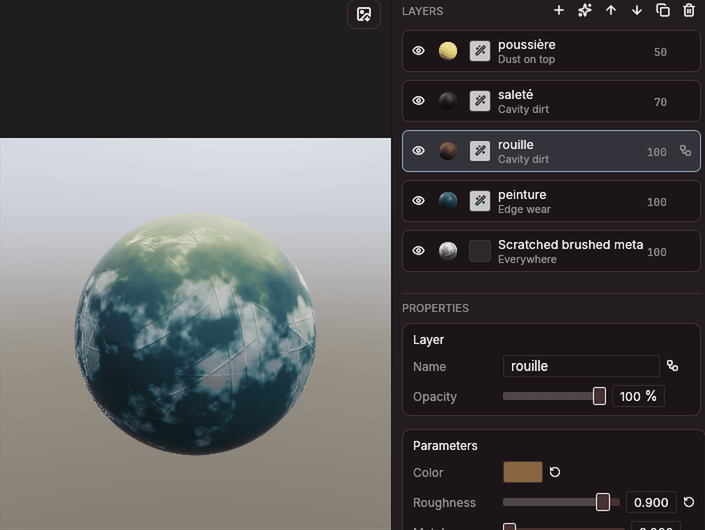 LAYERS
poussière
Dust on top
50
saleté
Cavity dirt
70
rouille
Cavity dirt
100
peinture
Edge wear
100
Scratched brushed meta
Everywhere
100
PROPERTIES
Layer
Name
rouille
Opacity
100 %
Parameters
Color
Roughness
0.900